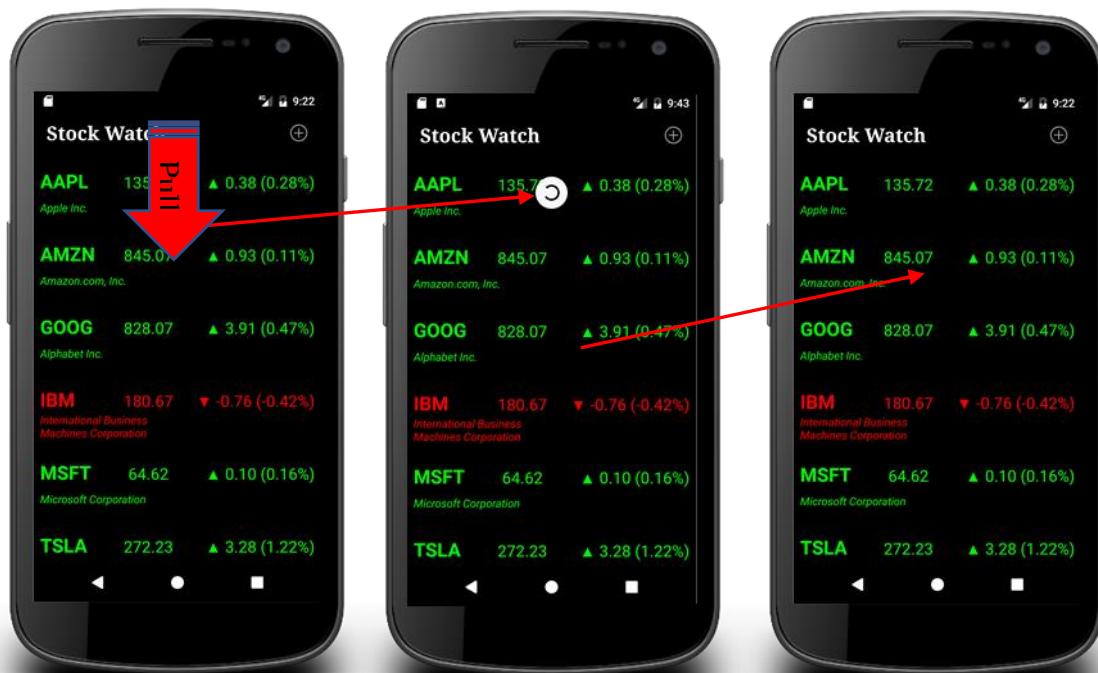 9:22
Stock Watch
Pull
AAPL 135 ▲ 0.38 (0.28%)
Apple Inc.
AMZN 845.07 ▲ 0.93 (0.11%)
Amazon.com, Inc.
GOOG 828.07 ▲ 3.91 (0.47%)
Alphabet Inc.
IBM 180.67 ▼ -0.76 (-0.42%)
International Business
Machines Corporation
MSFT 64.62 ▲ 0.10 (0.16%)
Microsoft Corporation
TSLA 272.23 ▲ 3.28 (1.22%)
4G 9:43
Stock Watch
AAPL 135.7 ▲ 0.38 (0.28%)
Apple Inc.
AMZN 845.07 ▲ 0.93 (0.11%)
Amazon.com, Inc.
GOOG 828.07 ▲ 3.91 (0.47%)
Alphabet Inc.
IBM 180.67 ▼ -0.76 (-0.42%)
International Business
Machines Corporation
MSFT 64.62 ▲ 0.10 (0.16%)
Microsoft Corporation
TSLA 272.23 ▲ 3.28 (1.22%)
4G 9:22
Stock Watch
AAPL 135.72 ▲ 0.38 (0.28%)
Apple Inc.
AMZN 845.07 ▲ 0.93 (0.11%)
Amazon.com, Inc.
GOOG 828.07 ▲ 3.91 (0.47%)
Alphabet Inc.
IBM 180.67 ▼ -0.76 (-0.42%)
International Business
Machines Corporation
MSFT 64.62 ▲ 0.10 (0.16%)
Microsoft Corporation
TSLA 272.23 ▲ 3.28 (1.22%)